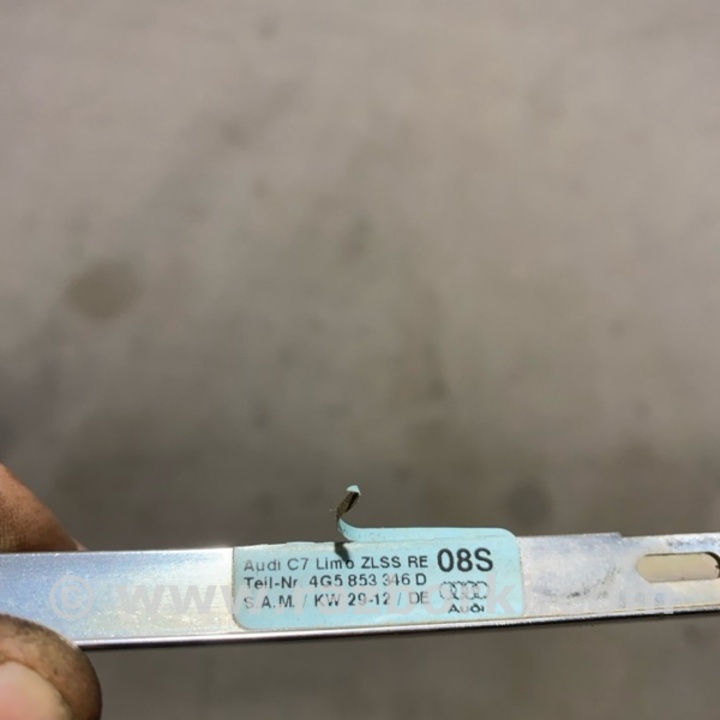 Audi C7 Limo ZLSS RE 08S
Teil-Nr. 4G5 853 346 D
S.A.M. / KW 29-12 / DE
Audi